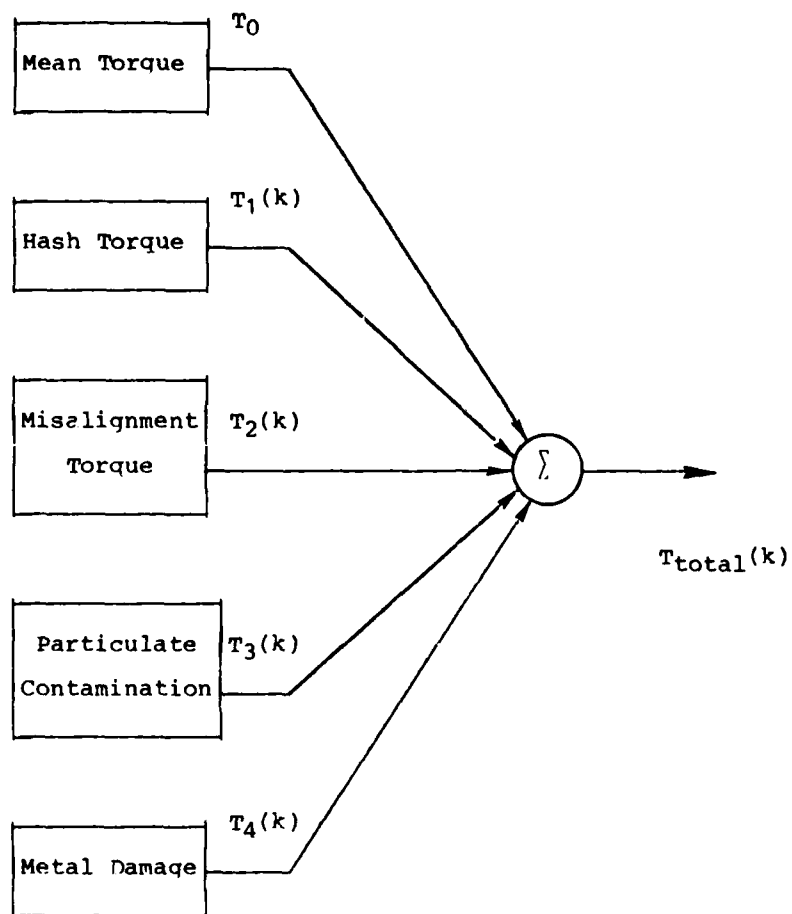 T0
Mean Torque
T1(k)
Hash Torque
Misalignment
Torque
T2(k)
Σ
Ttotal(k)
Particulate
Contamination
T3(k)
T4(k)
Metal Damage